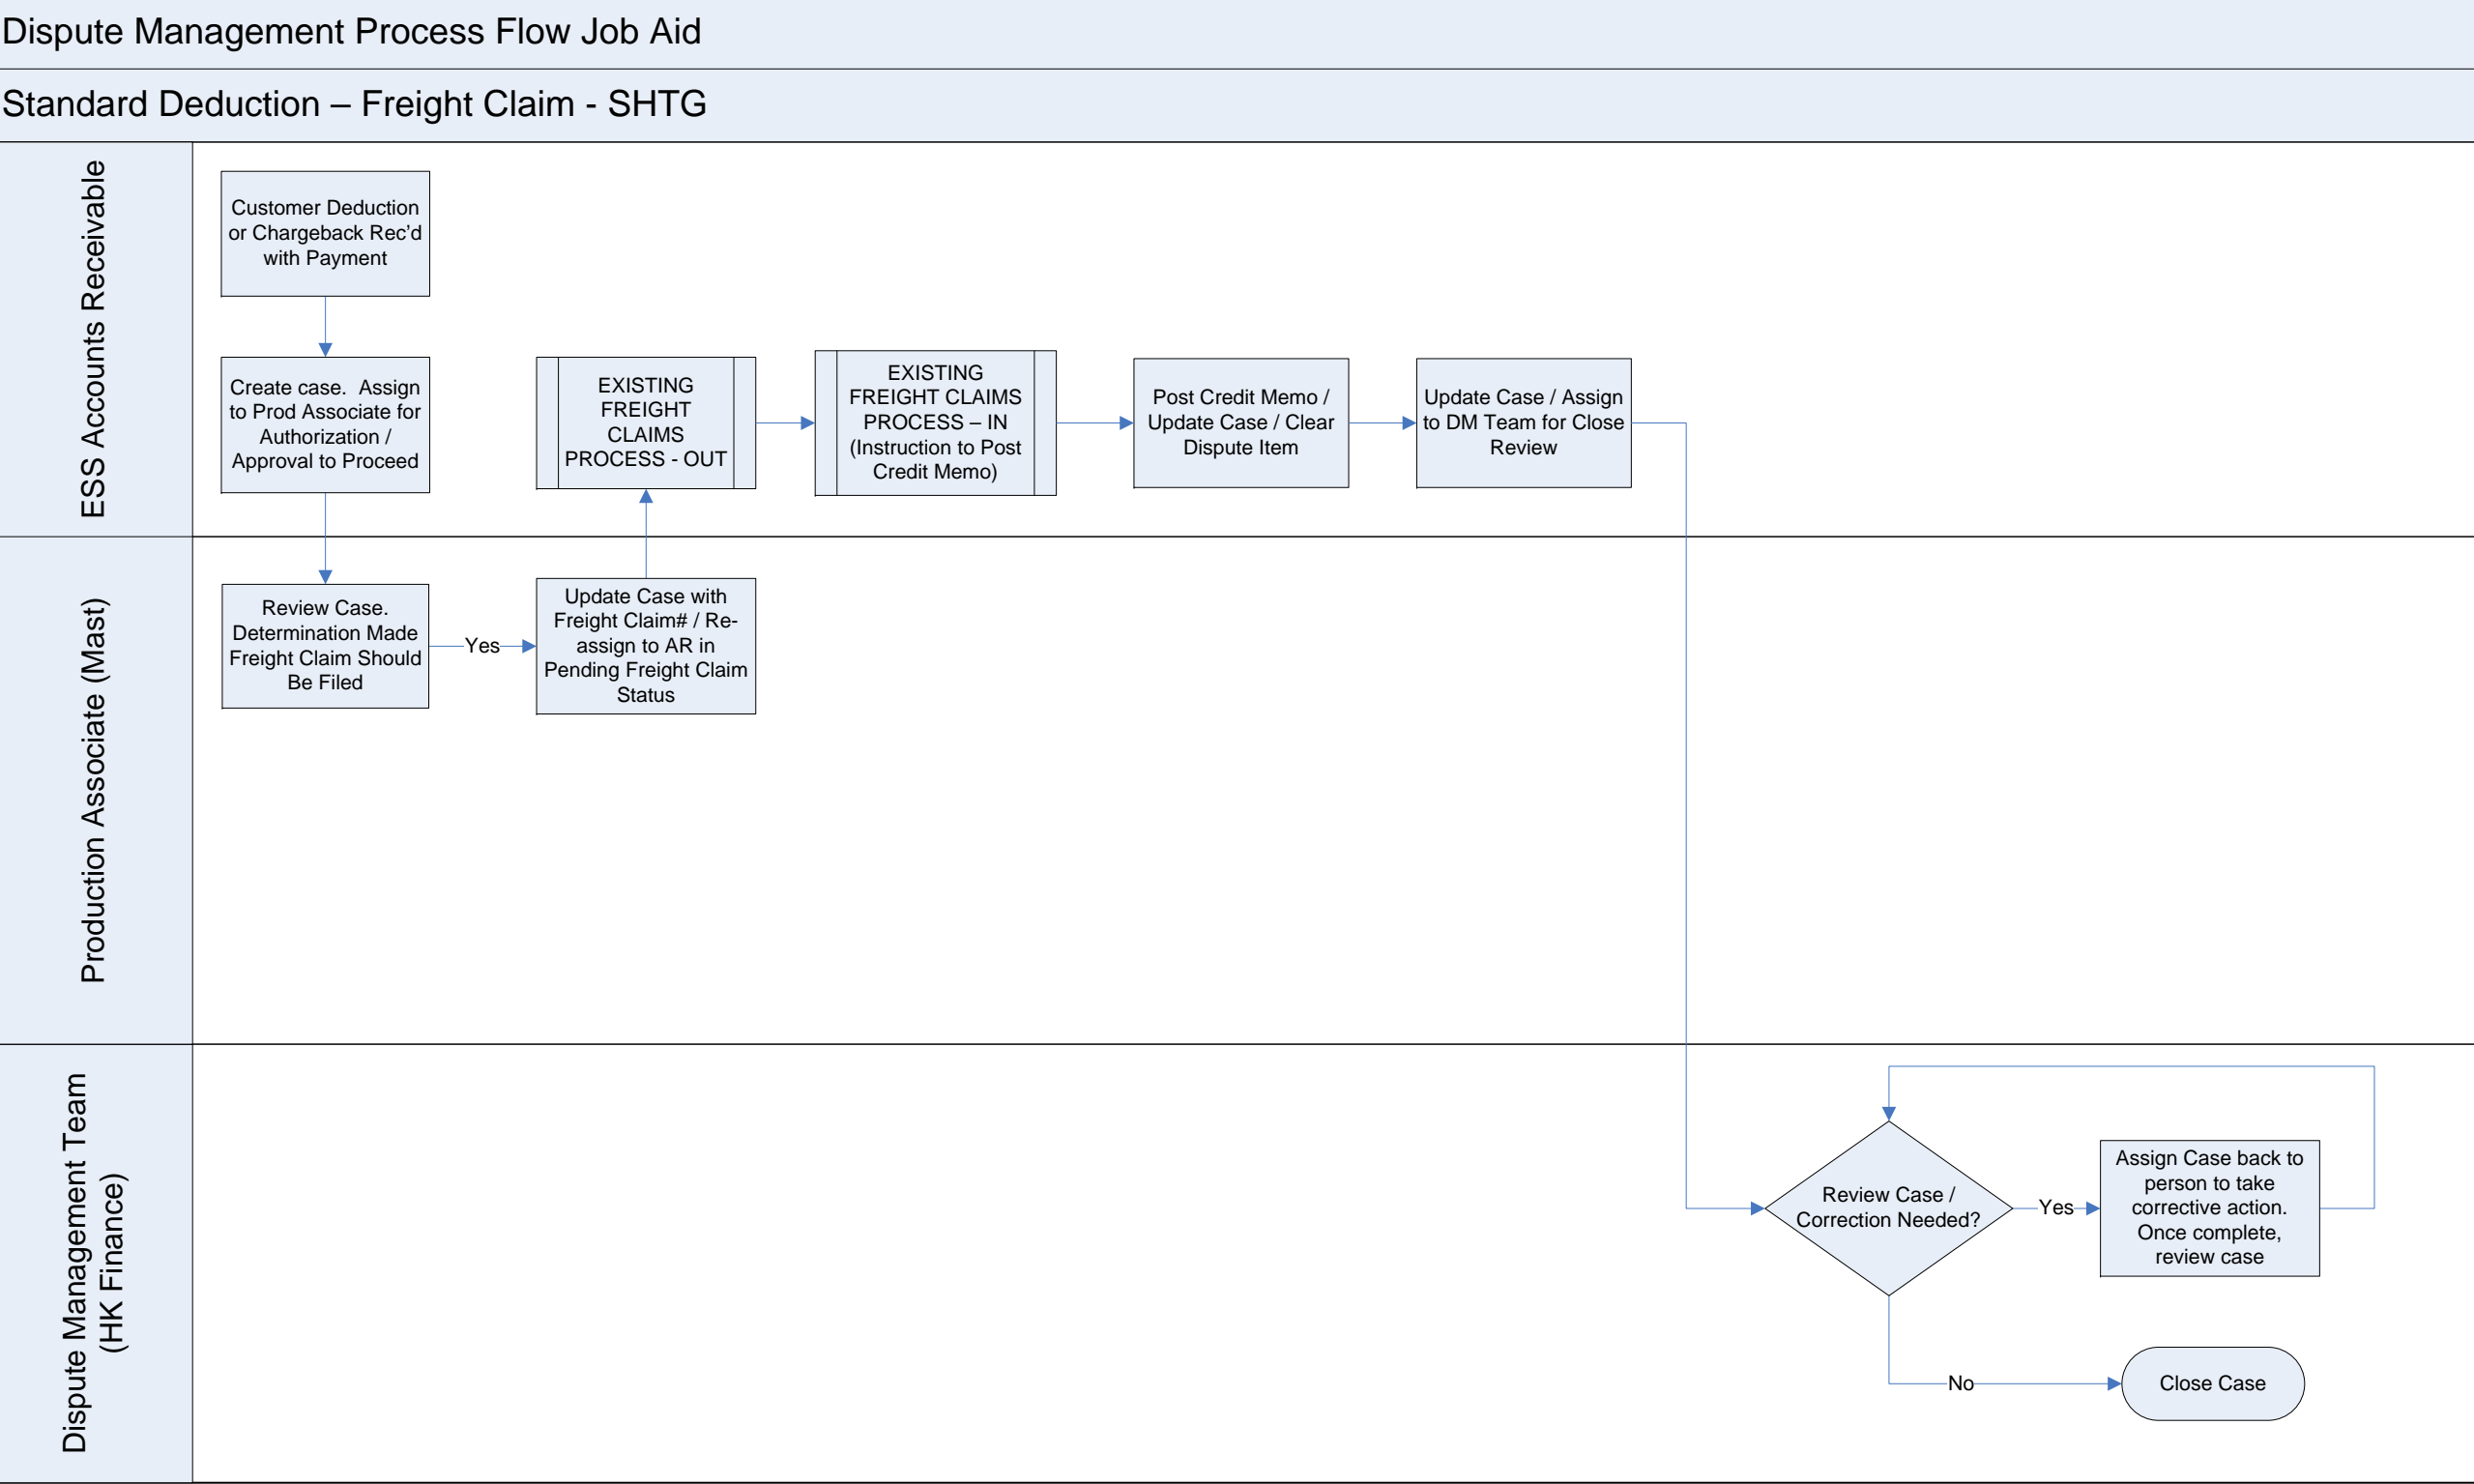 Dispute Management Process Flow Job Aid
Standard Deduction – Freight Claim - SHTG
ESS Accounts Receivable
Customer Deduction
or Chargeback Rec’d
with Payment
Create case.  Assign
to Prod Associate for
Authorization /
Approval to Proceed
EXISTING
FREIGHT
CLAIMS
PROCESS - OUT
EXISTING
FREIGHT CLAIMS
PROCESS – IN
(Instruction to Post
Credit Memo)
Post Credit Memo /
Update Case / Clear
Dispute Item
Update Case / Assign
to DM Team for Close
Review
Production Associate (Mast)
Review Case.
Determination Made
Freight Claim Should
Be Filed
Yes
Update Case with
Freight Claim# / Re-
assign to AR in
Pending Freight Claim
Status
Dispute Management Team
(HK Finance)
Review Case /
Correction Needed?
Yes
Assign Case back to
person to take
corrective action.
Once complete,
review case
No
Close Case